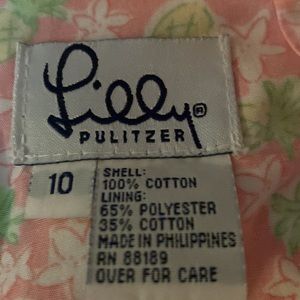 Lilly®
PULITZER
10
SHELL:
100% COTTON
LINING:
65% POLYESTER
35% COTTON
MADE IN PHILIPPINES
RN 88189
OVER FOR CARE